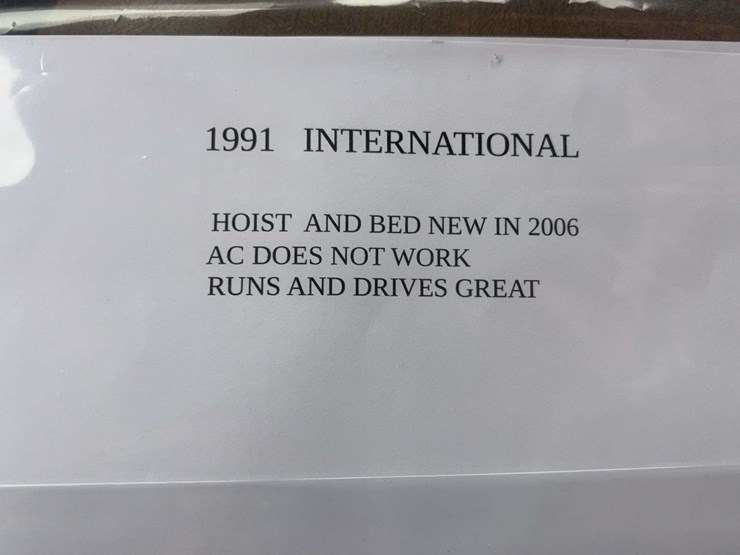 1991 INTERNATIONAL
HOIST AND BED NEW IN 2006
AC DOES NOT WORK
RUNS AND DRIVES GREAT